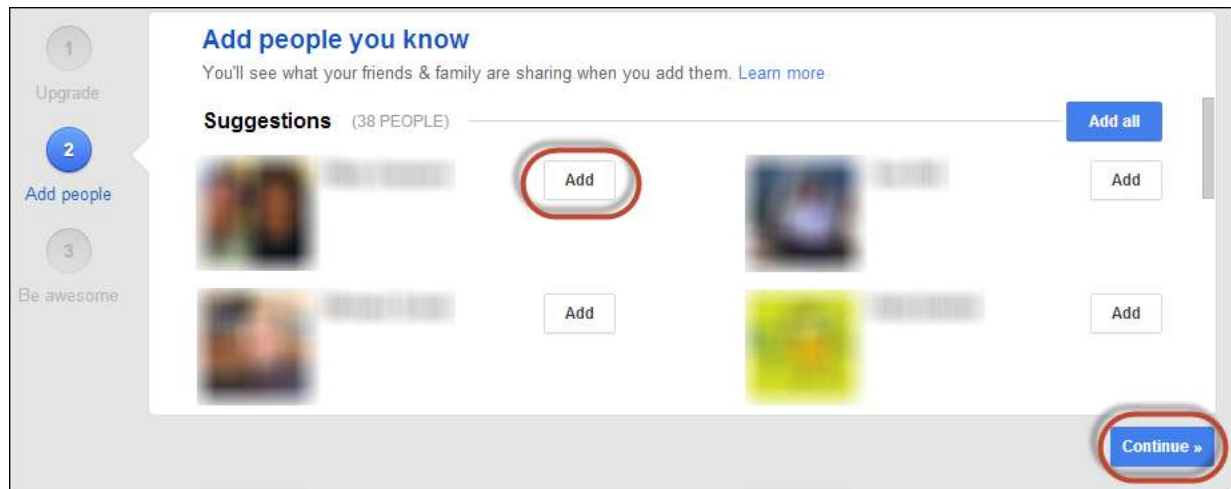 1
Upgrade
2
Add people
3
Be awesome
Add people you know
You'll see what your friends & family are sharing when you add them. Learn more
Suggestions (38 PEOPLE) Add all
Add Add
Add Add
Continue »